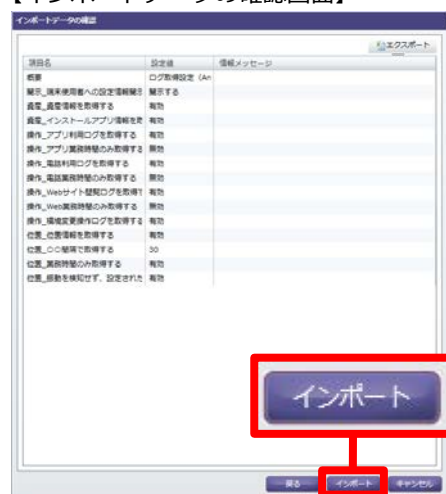 【インポートデータの確認画面】
インポートデータの確認
エクスポート
項目名 設定値 情報メッセージ
概要 ログ取得設定（An
開示_端末使用者への設定情報開示 開示する
資産_資産情報を取得する 有効
資産_インストールアプリ情報を取 有効
操作_アプリ利用ログを取得する 有効
操作_アプリ業務時間のみ取得する 無効
操作_電話利用ログを取得する 有効
操作_電話業務時間のみ取得する 無効
操作_Webサイト閲覧ログを取得す 有効
操作_Web業務時間のみ取得する 無効
操作_環境変更操作ログを取得する 有効
位置_位置情報を取得する 有効
位置_〇〇間隔で取得する 30
位置_業務時間のみ取得する 有効
位置_移動を検知せず、設定された 有効
インポート
戻る インポート キャンセル